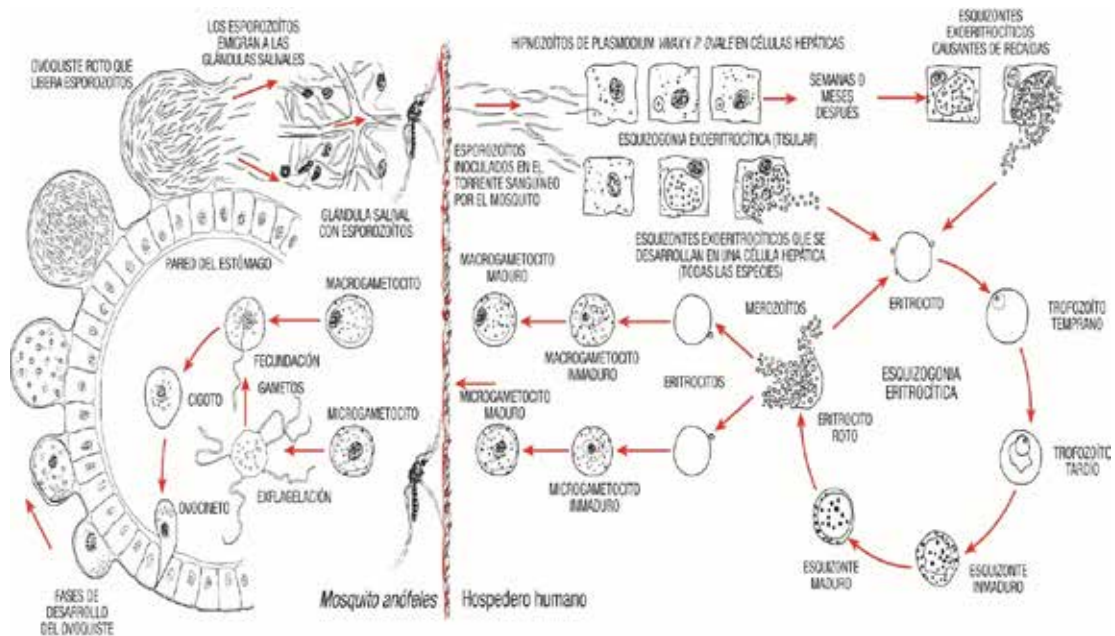 LOS ESPOROZOÍTOS
EMIGRAN A LAS
GLÁNDULAS SALIVALES
OVOQUISTE ROTO QUE
LIBERA ESPOROZOÍTOS
GLÁNDULA SALIVAL
CON ESPOROZOÍTOS
PARED DEL ESTÓMAGO
MACROGAMETOCITO
FECUNDACIÓN
GAMETOS
CIGOTO
MICROGAMETOCITO
EXFLAGELACIÓN
OVOCINETO
FASES DE
DESARROLLO
DEL OVOQUISTE
Mosquito anófeles
Hospedero humano
HIPNOZOÍTOS DE PLASMODIUM VIVAX Y P. OVALE EN CÉLULAS HEPÁTICAS
SEMANAS O
MESES
DESPUÉS
ESQUIZONTES
EXOERITROCÍTICOS
CAUSANTES DE RECAÍDAS
ESQUIZOGONIA EXOERITROCÍTICA (TISULAR)
ESPOROZOÍTOS
INOCULADOS EN EL
TORRENTE SANGUÍNEO
POR EL MOSQUITO
ESQUIZONTES EXOERITROCÍTICOS QUE SE
DESARROLLAN EN UNA CÉLULA HEPÁTICA
(TODAS LAS ESPECIES)
MACROGAMETOCITO
MADURO
MACROGAMETOCITO
INMADURO
MEROZOÍTOS
ERITROCITOS
MICROGAMETOCITO
MADURO
MICROGAMETOCITO
INMADURO
ERITROCITO
ROTO
ERITROCITO
TROFOZOÍTO
TEMPRANO
ESQUIZOGONIA
ERITROCÍTICA
TROFOZOÍTO
TARDÍO
ESQUIZONTE
INMADURO
ESQUIZONTE
MADURO